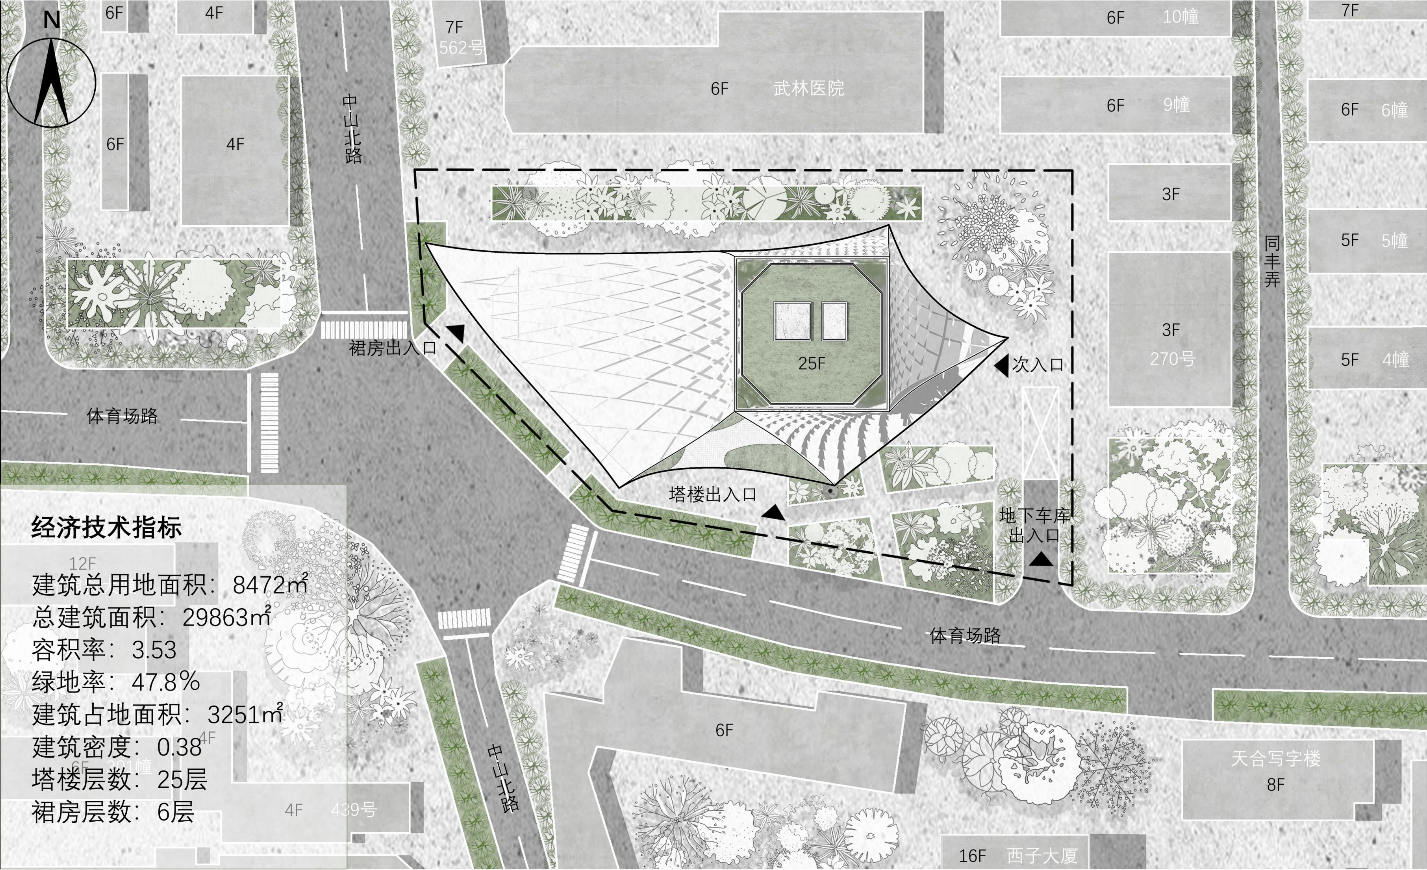 N
6F
4F
7F
562号
6F 10幢
7F
6F 武林医院
6F 9幢
6F 6幢
中山北路
6F
4F
3F
5F 5幢
同丰弄
3F
270号
裙房出入口
25F
次入口
5F 4幢
体育场路
塔楼出入口
地下车库
出入口
经济技术指标
12F
建筑总用地面积：8472㎡
总建筑面积：29863㎡
容积率：3.53
绿地率：47.8%
建筑占地面积：3251㎡
4F
建筑密度：0.38
6F
塔楼层数：25层
裙房层数：6层
4F 439号
体育场路
中山北路
6F
天合写字楼
8F
16F 西子大厦